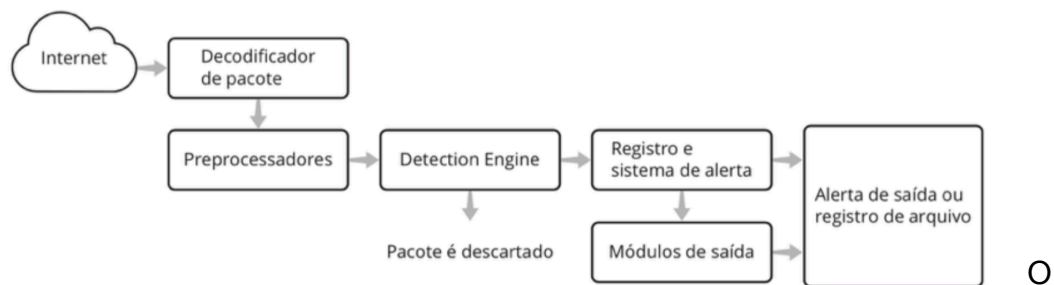 Internet
Decodificador
de pacote
Preprocessadores
Detection Engine
Registro e
sistema de alerta
Alerta de saída ou
registro de arquivo
Pacote é descartado
Módulos de saída
O